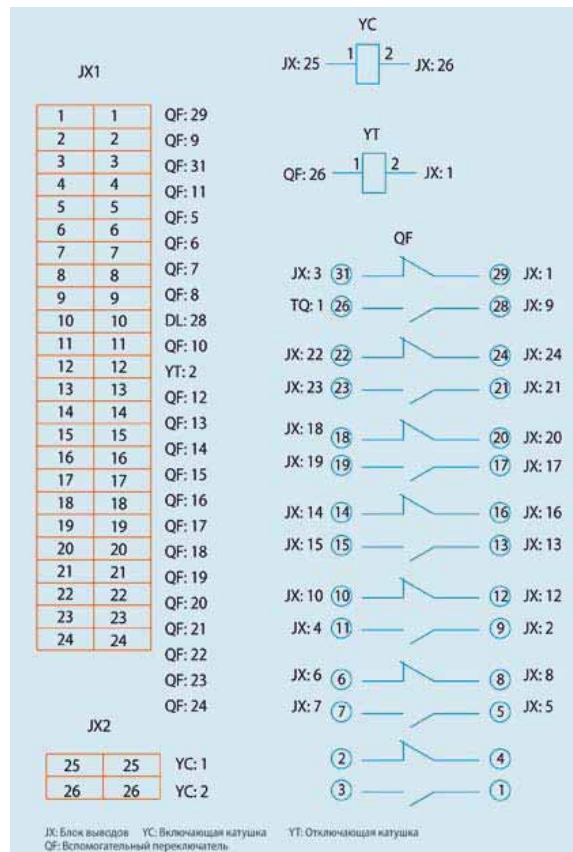 JX1
1 1 QF: 29
2 2 QF: 9
3 3 QF: 31
4 4 QF: 11
5 5 QF: 5
6 6 QF: 6
7 7 QF: 7
8 8 QF: 8
9 9 DL: 28
10 10 QF: 10
11 11 YT: 2
12 12 QF: 12
13 13 QF: 13
14 14 QF: 14
15 15 QF: 15
16 16 QF: 16
17 17 QF: 17
18 18 QF: 18
19 19 QF: 19
20 20 QF: 20
21 21 QF: 21
22 22 QF: 22
23 23 QF: 23
24 24 QF: 24
JX2
25 25 YC: 1
26 26 YC: 2
YC
JX: 25 1 2 JX: 26
YT
QF: 26 1 2 JX: 1
QF
JX: 3 31 29 JX: 1
TQ: 1 26 28 JX: 9
JX: 22 22 24 JX: 24
JX: 23 23 21 JX: 21
JX: 18 18 20 JX: 20
JX: 19 19 17 JX: 17
JX: 14 14 16 JX: 16
JX: 15 15 13 JX: 13
JX: 10 10 12 JX: 12
JX: 4 11 9 JX: 2
JX: 6 6 8 JX: 8
JX: 7 7 5 JX: 5
2 4
3 1
JX: Блок выводов YC: Включающая катушка YT: Отключающая катушка
QF: Вспомогательный переключатель